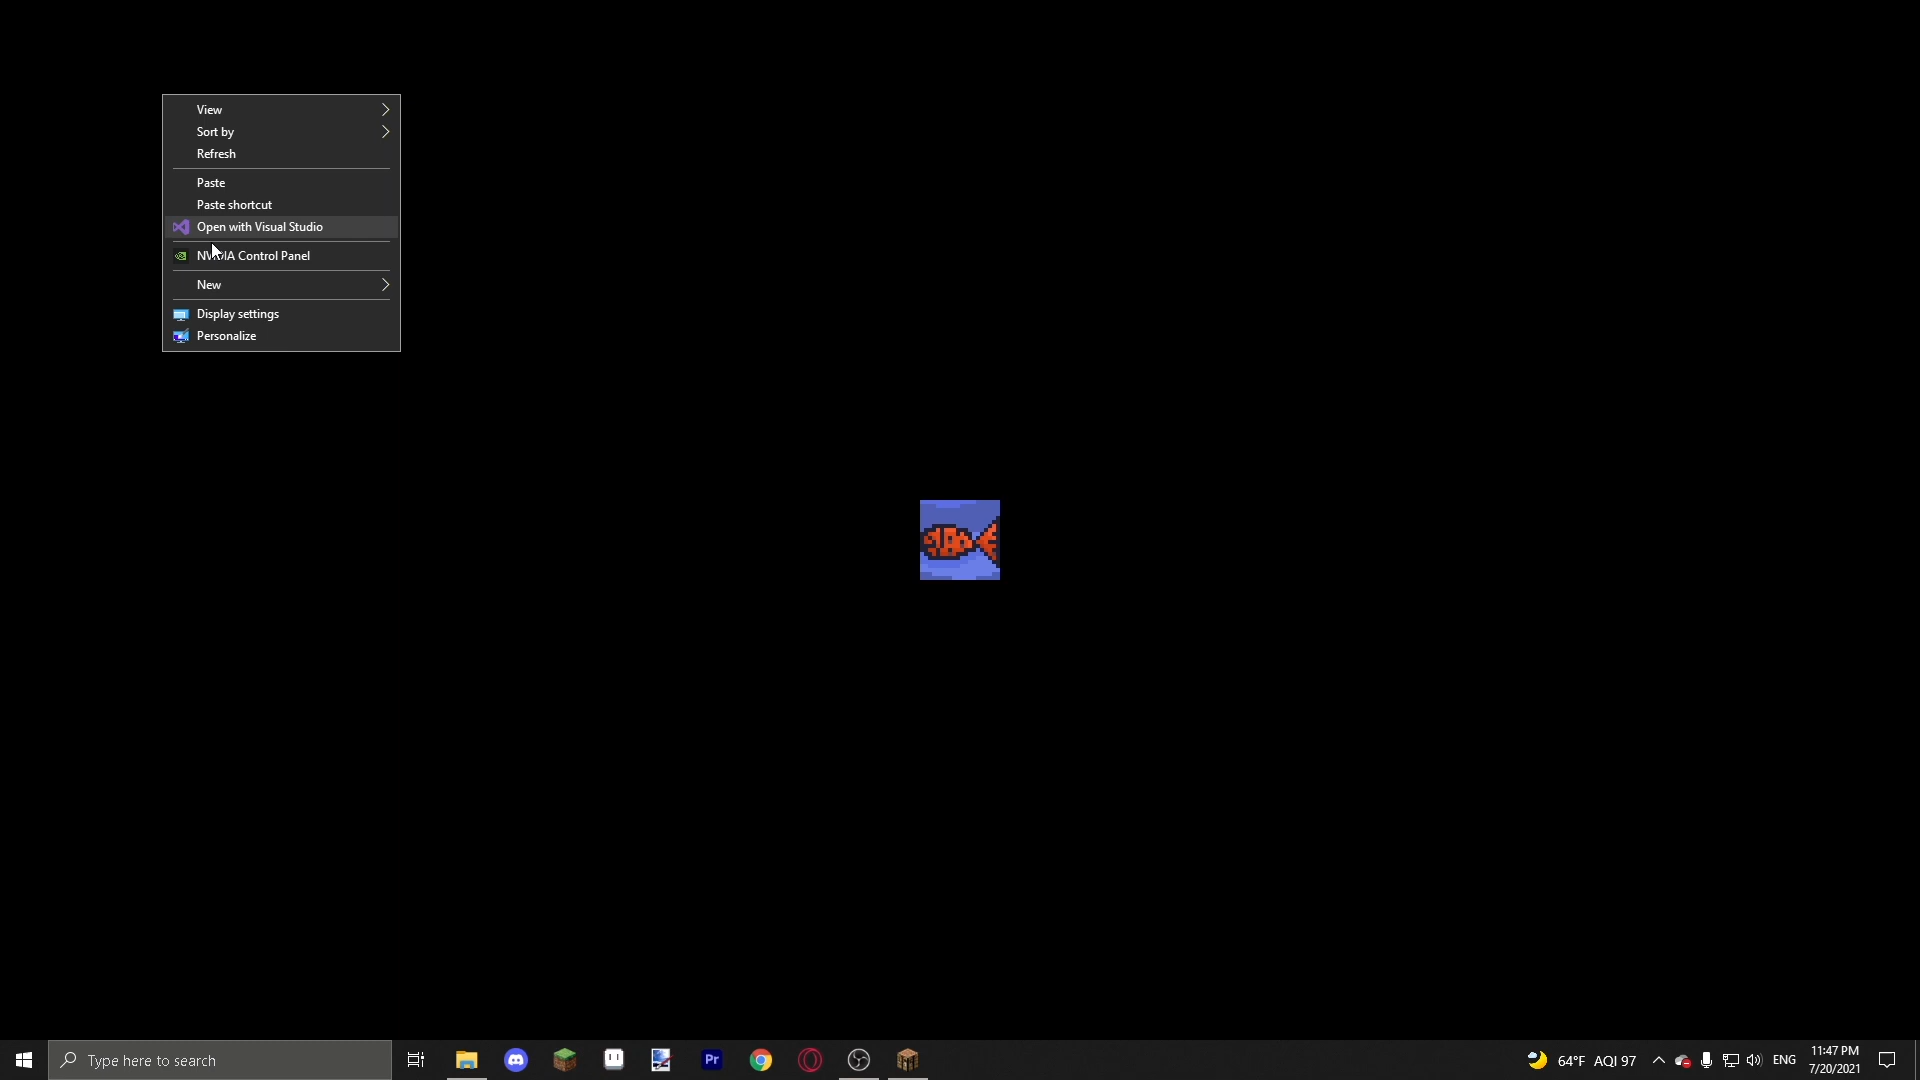 View
Sort by
Refresh
Paste
Paste shortcut
Open with Visual Studio
NVIDIA Control Panel
New
Display settings
Personalize
Type here to search
Pr
64°F AQI 97
ENG
11:47 PM
7/20/2021